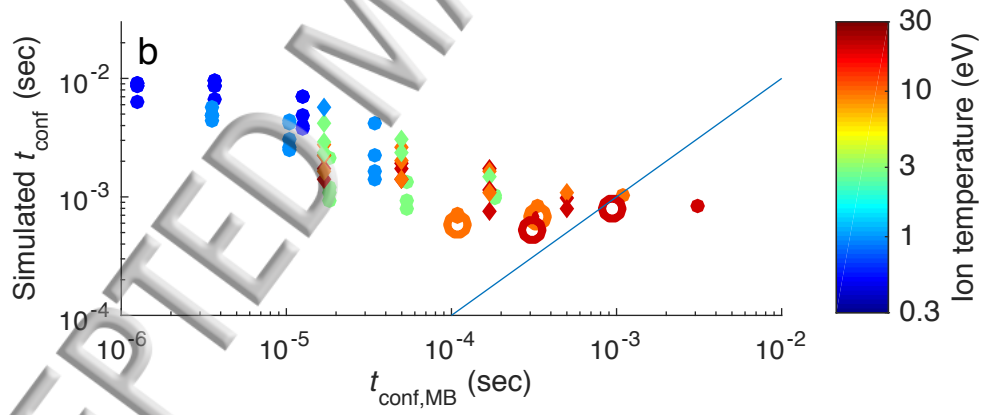 b
Simulated t_conf (sec)
10^-2
10^-3
10^-4
10^-6 10^-5 10^-4 10^-3 10^-2
t_conf,MB (sec)
30
10
3
1
0.3
Ion temperature (eV)
EPTED M